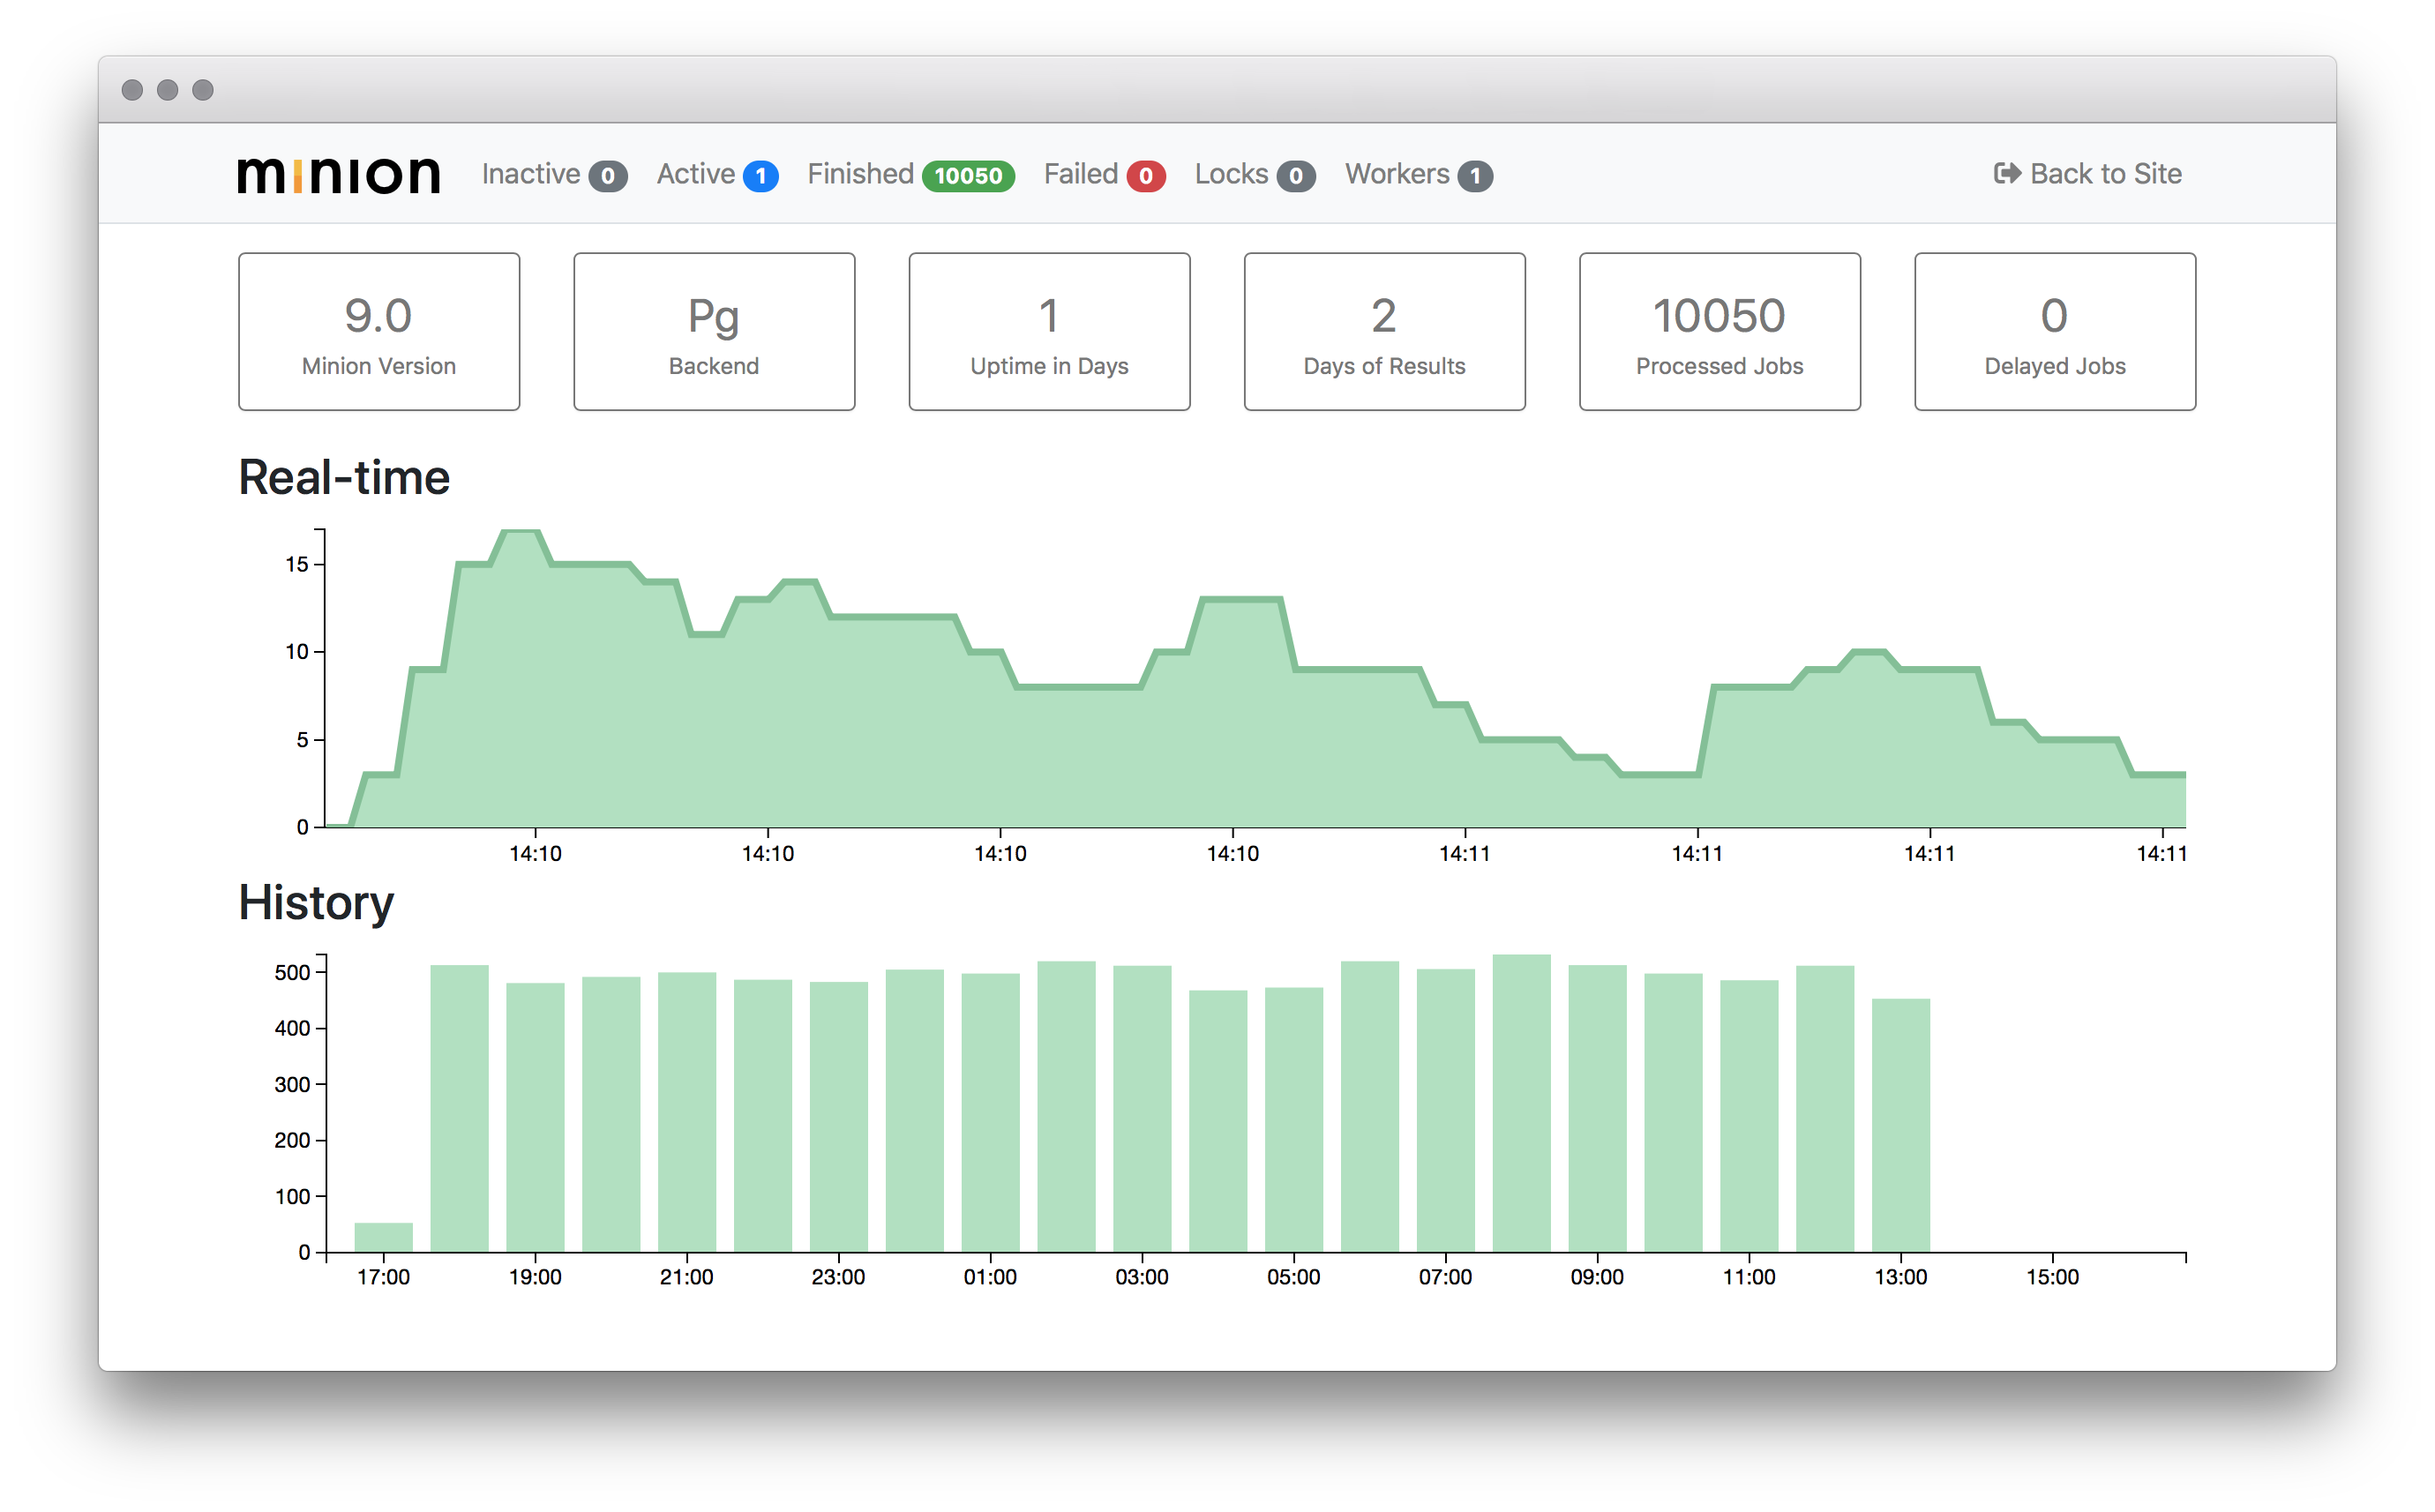 minion Inactive 0 Active 1 Finished 10050 Failed 0 Locks 0 Workers 1 Back to Site
9.0 Pg 1 2 10050 0
Minion Version Backend Uptime in Days Days of Results Processed Jobs Delayed Jobs
Real-time
15
10
5
0
14:10 14:10 14:10 14:10 14:11 14:11 14:11 14:11
History
500
400
300
200
100
0
17:00 19:00 21:00 23:00 01:00 03:00 05:00 07:00 09:00 11:00 13:00 15:00